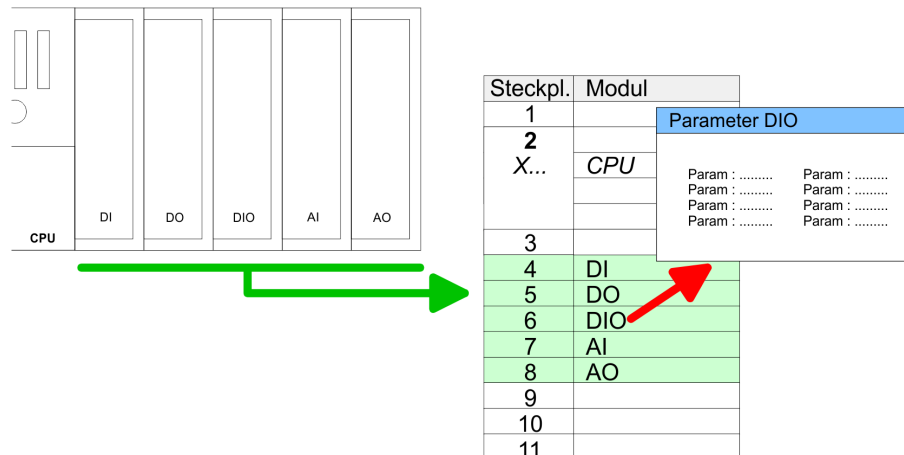 CPU
DI
DO
DIO
AI
AO
Steckpl. Modul
1
2
X... CPU
3
4 DI
5 DO
6 DIO
7 AI
8 AO
9
10
11
Parameter DIO
Param : ......... Param : .........
Param : ......... Param : .........
Param : ......... Param : .........
Param : ......... Param : .........